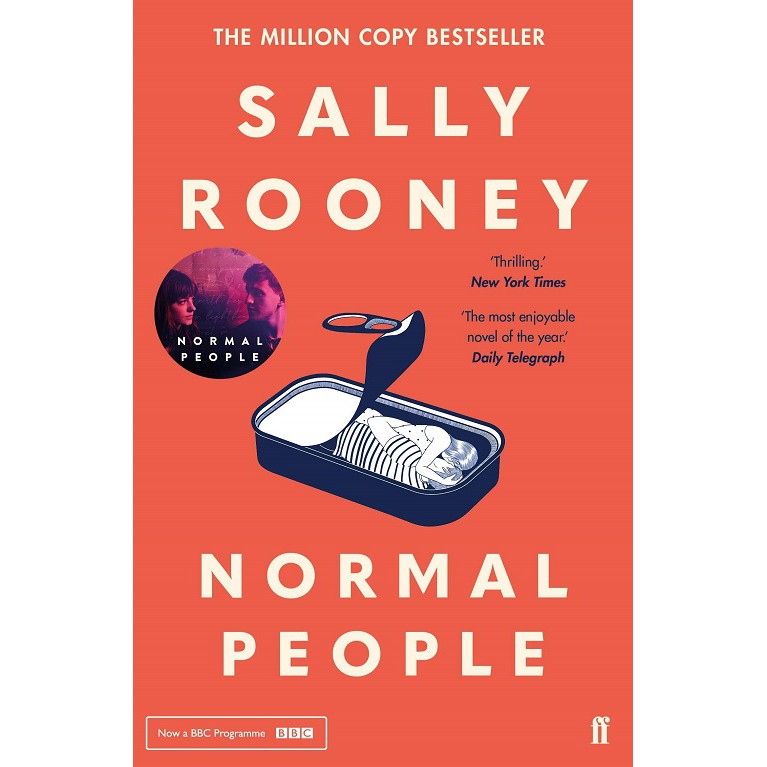 THE MILLION COPY BESTSELLER
SALLY
ROONEY
NORMAL
PEOPLE
‘Thrilling.’
New York Times
‘The most enjoyable
novel of the year.’
Daily Telegraph
NORMAL
PEOPLE
Now a BBC Programme BBC
ff